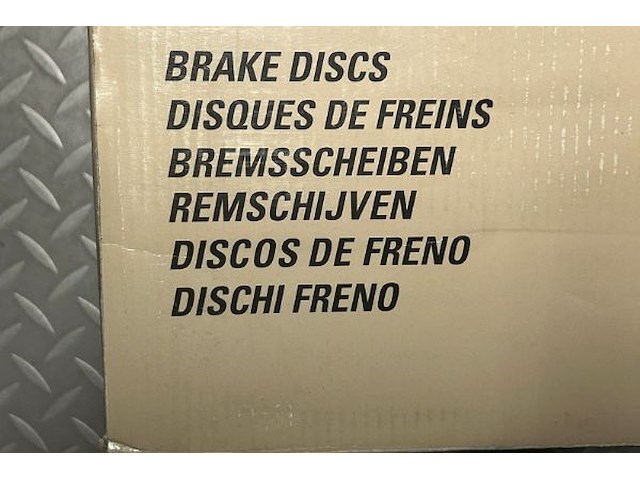 BRAKE DISCS
DISQUES DE FREINS
BREMSSCHEIBEN
REMSCHIJVEN
DISCOS DE FRENO
DISCHI FRENO